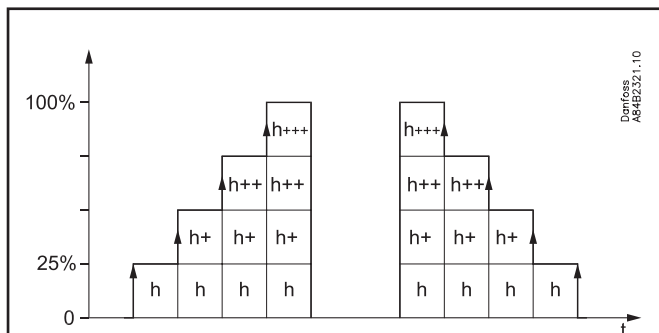 Danfoss
A84B2321.10
100%
h+++ h+++
h++ h++ h++ h++
h+ h+ h+ h+ h+ h+
25%
h h h h h h h h
0
t